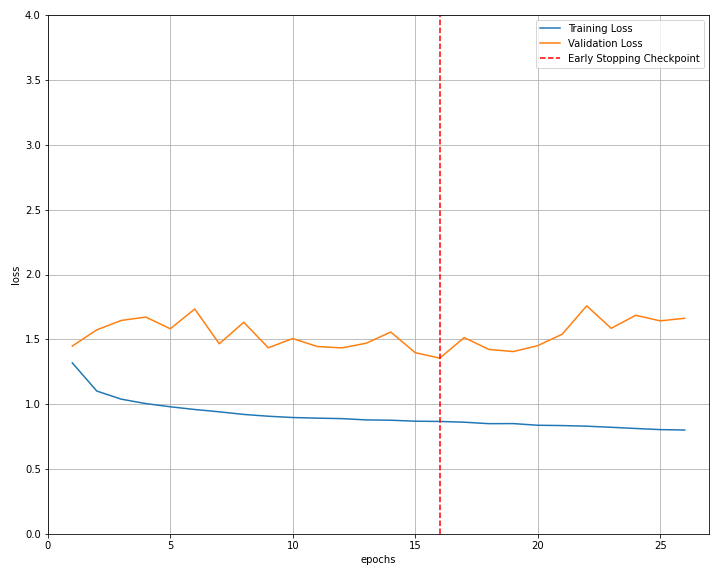 4.0
3.5
3.0
2.5
2.0
1.5
1.0
0.5
0.0
loss
0 5 10 15 20 25
epochs
Training Loss
Validation Loss
Early Stopping Checkpoint